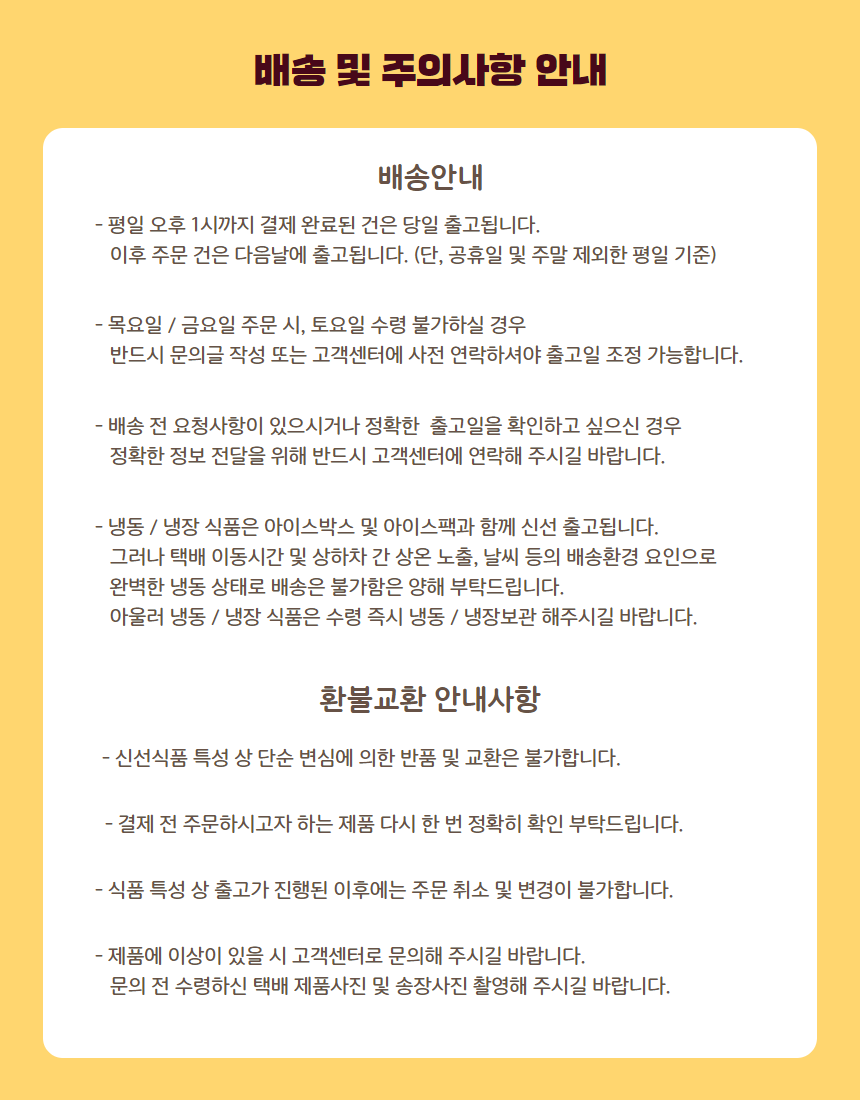 배송 및 주의사항 안내
배송안내
- 평일 오후 1시까지 결제 완료된 건은 당일 출고됩니다.
이후 주문 건은 다음날에 출고됩니다. (단, 공휴일 및 주말 제외한 평일 기준)
- 목요일 / 금요일 주문 시, 토요일 수령 불가하실 경우
반드시 문의글 작성 또는 고객센터에 사전 연락하셔야 출고일 조정 가능합니다.
- 배송 전 요청사항이 있으시거나 정확한 출고일을 확인하고 싶으신 경우
정확한 정보 전달을 위해 반드시 고객센터에 연락해 주시길 바랍니다.
- 냉동 / 냉장 식품은 아이스박스 및 아이스팩과 함께 신선 출고됩니다.
그러나 택배 이동시간 및 상하차 간 상온 노출, 날씨 등의 배송환경 요인으로
완벽한 냉동 상태로 배송은 불가함은 양해 부탁드립니다.
아울러 냉동 / 냉장 식품은 수령 즉시 냉동 / 냉장보관 해주시길 바랍니다.
환불교환 안내사항
- 신선식품 특성 상 단순 변심에 의한 반품 및 교환은 불가합니다.
- 결제 전 주문하시고자 하는 제품 다시 한 번 정확히 확인 부탁드립니다.
- 식품 특성 상 출고가 진행된 이후에는 주문 취소 및 변경이 불가합니다.
- 제품에 이상이 있을 시 고객센터로 문의해 주시길 바랍니다.
문의 전 수령하신 택배 제품사진 및 송장사진 촬영해 주시길 바랍니다.